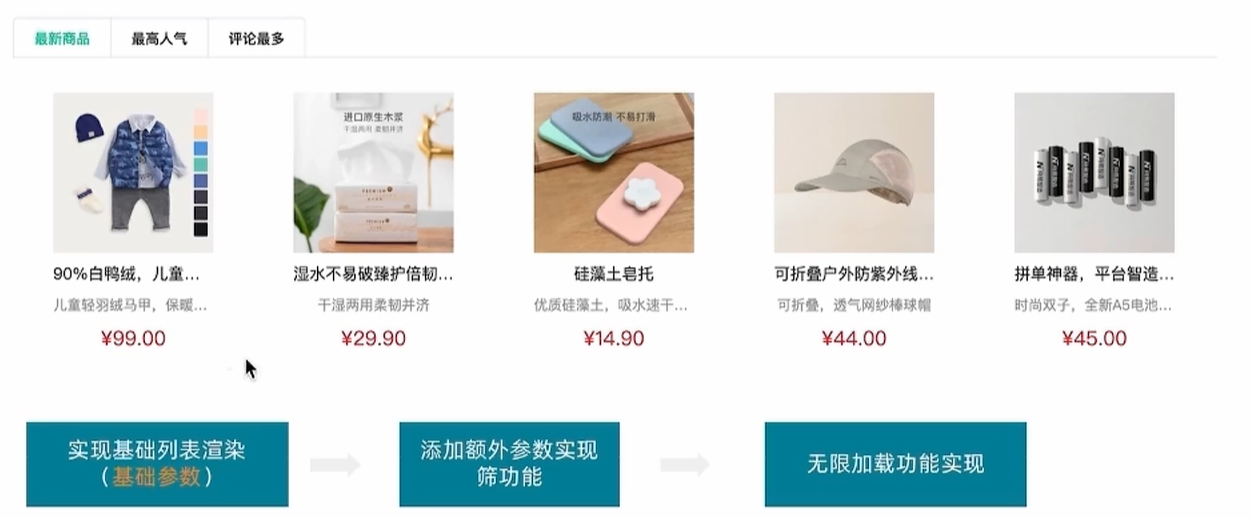 最新商品
最高人气
评论最多
进口原生木浆
干湿两用 柔韧并济
PREMIUM
PREMIUM
吸水防潮 不易打滑
90%白鸭绒，儿童...
湿水不易破臻护倍韧...
硅藻土皂托
可折叠户外防紫外线...
拼单神器，平台智造...
儿童轻羽绒马甲，保暖...
干湿两用柔韧并济
优质硅藻土，吸水速干...
可折叠，透气网纱棒球帽
时尚双子，全新A5电池...
¥99.00
¥29.90
¥14.90
¥44.00
¥45.00
实现基础列表渲染
（基础参数）
添加额外参数实现
筛功能
无限加载功能实现